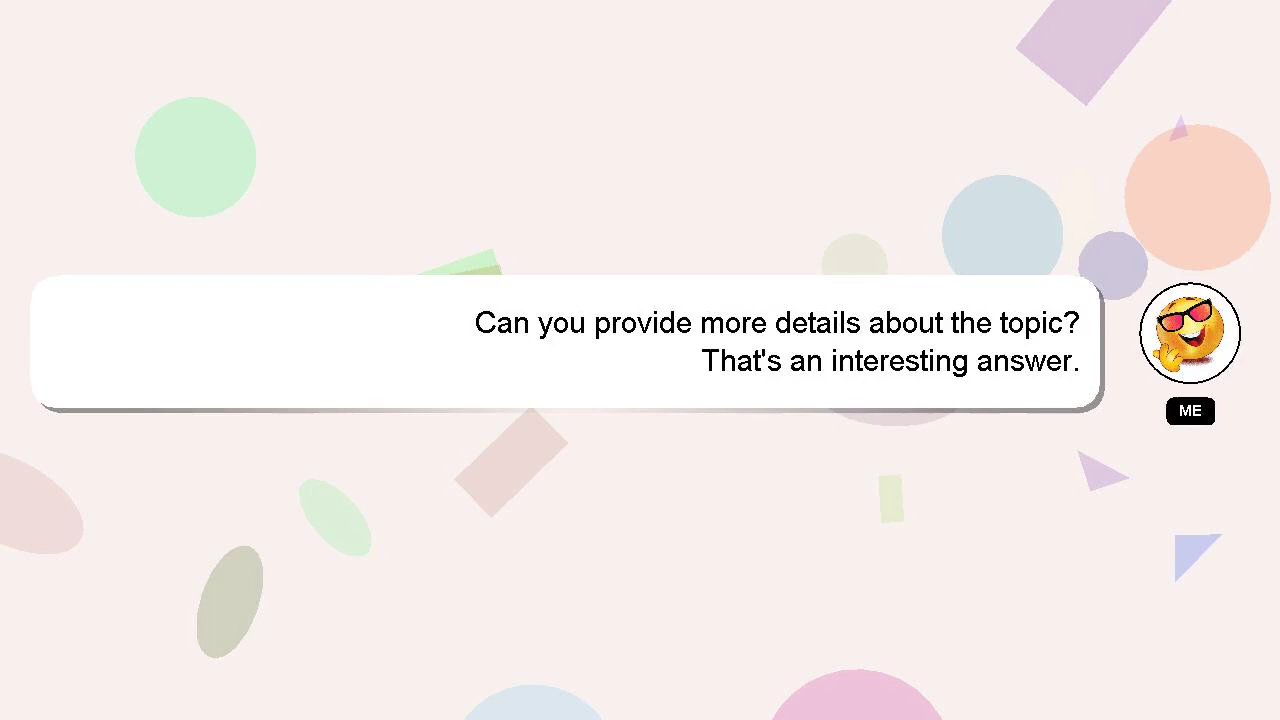 Can you provide more details about the topic?
That's an interesting answer.
ME